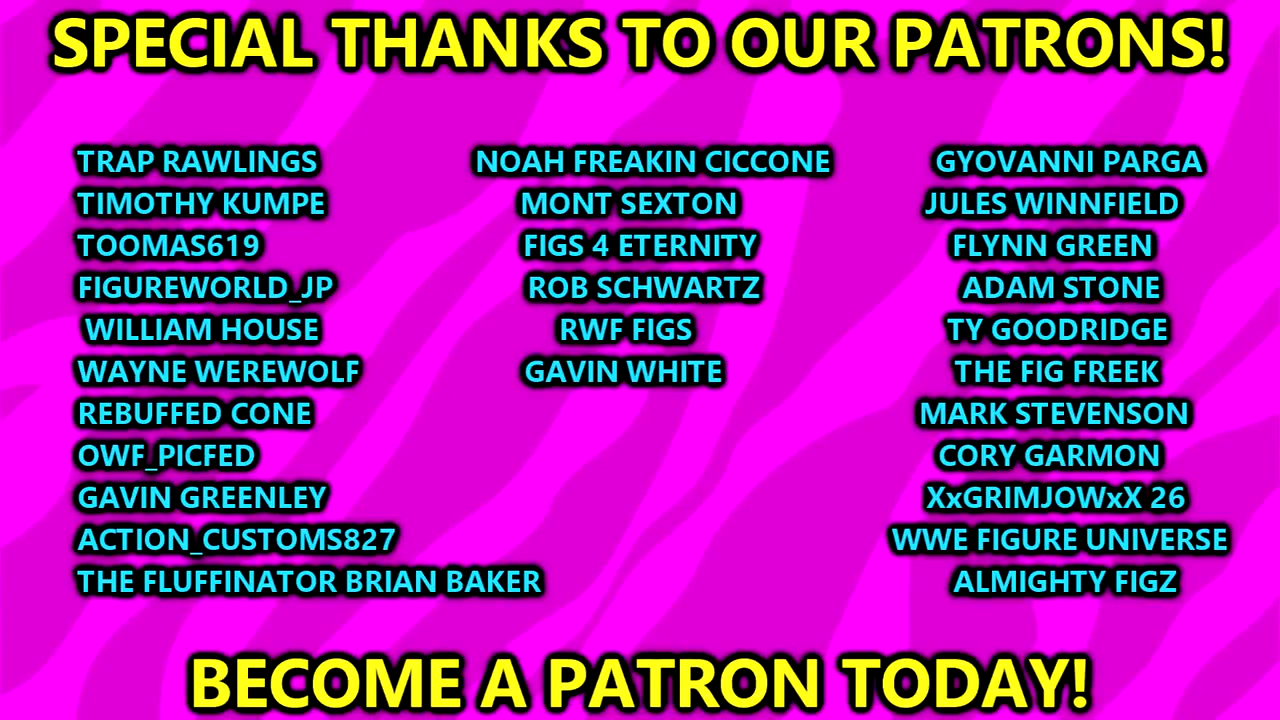 SPECIAL THANKS TO OUR PATRONS!
TRAP RAWLINGS
TIMOTHY KUMPE
TOOMAS619
FIGUREWORLD_JP
WILLIAM HOUSE
WAYNE WEREWOLF
REBUFFED CONE
OWF_PICFED
GAVIN GREENLEY
ACTION_CUSTOMS827
THE FLUFFINATOR BRIAN BAKER
NOAH FREAKIN CICCONE
MONT SEXTON
FIGS 4 ETERNITY
ROB SCHWARTZ
RWF FIGS
GAVIN WHITE
GYOVANNI PARGA
JULES WINNFIELD
FLYNN GREEN
ADAM STONE
TY GOODRIDGE
THE FIG FREEK
MARK STEVENSON
CORY GARMON
XxGRIMJOWxX 26
WWE FIGURE UNIVERSE
ALMIGHTY FIGZ
BECOME A PATRON TODAY!